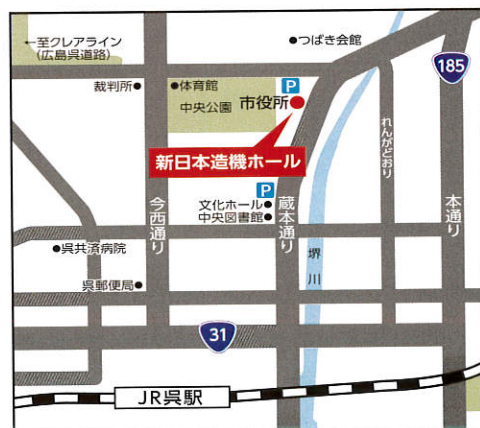 ←至クレアライン
(広島呉道路)
つばき会館
185
裁判所
体育館
P
中央公園
市役所
れんがどおり
新日本造機ホール
P
文化ホール
中央図書館
今西通り
蔵本通り
本通り
呉共済病院
堺川
呉郵便局
31
JR呉駅